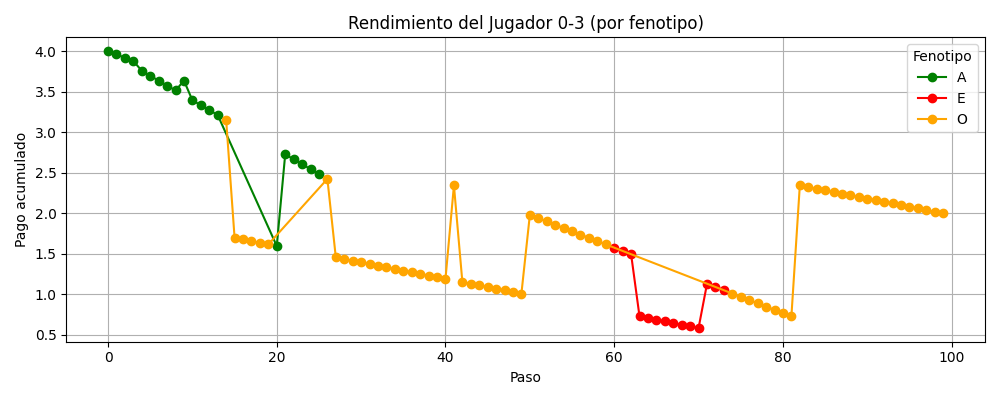 Rendimiento del Jugador 0-3 (por fenotipo)
Pago acumulado
4.0
3.5
3.0
2.5
2.0
1.5
1.0
0.5
Fenotipo
A
E
O
0
20
40
60
80
100
Paso